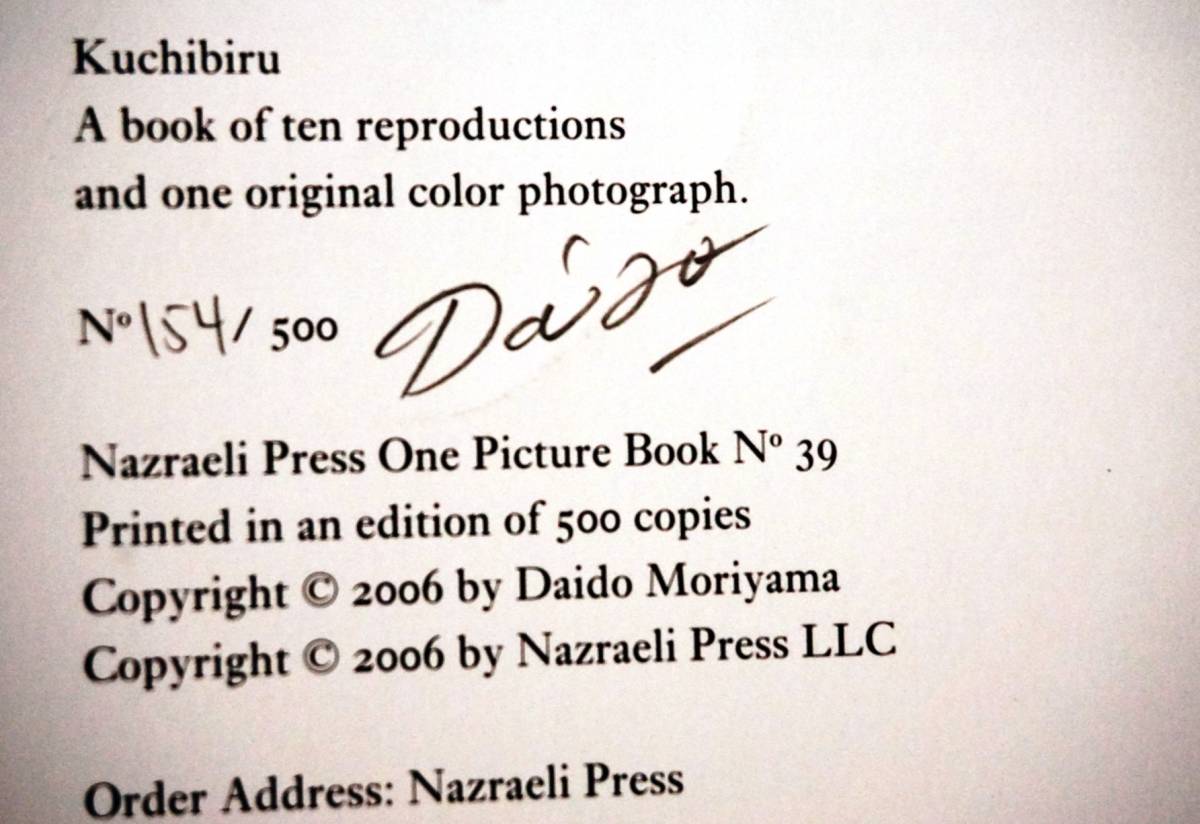 Kuchibiru
A book of ten reproductions
and one original color photograph.
Nº 154 / 500 Daido
Nazraeli Press One Picture Book Nº 39
Printed in an edition of 500 copies
Copyright © 2006 by Daido Moriyama
Copyright © 2006 by Nazraeli Press LLC
Order Address: Nazraeli Press